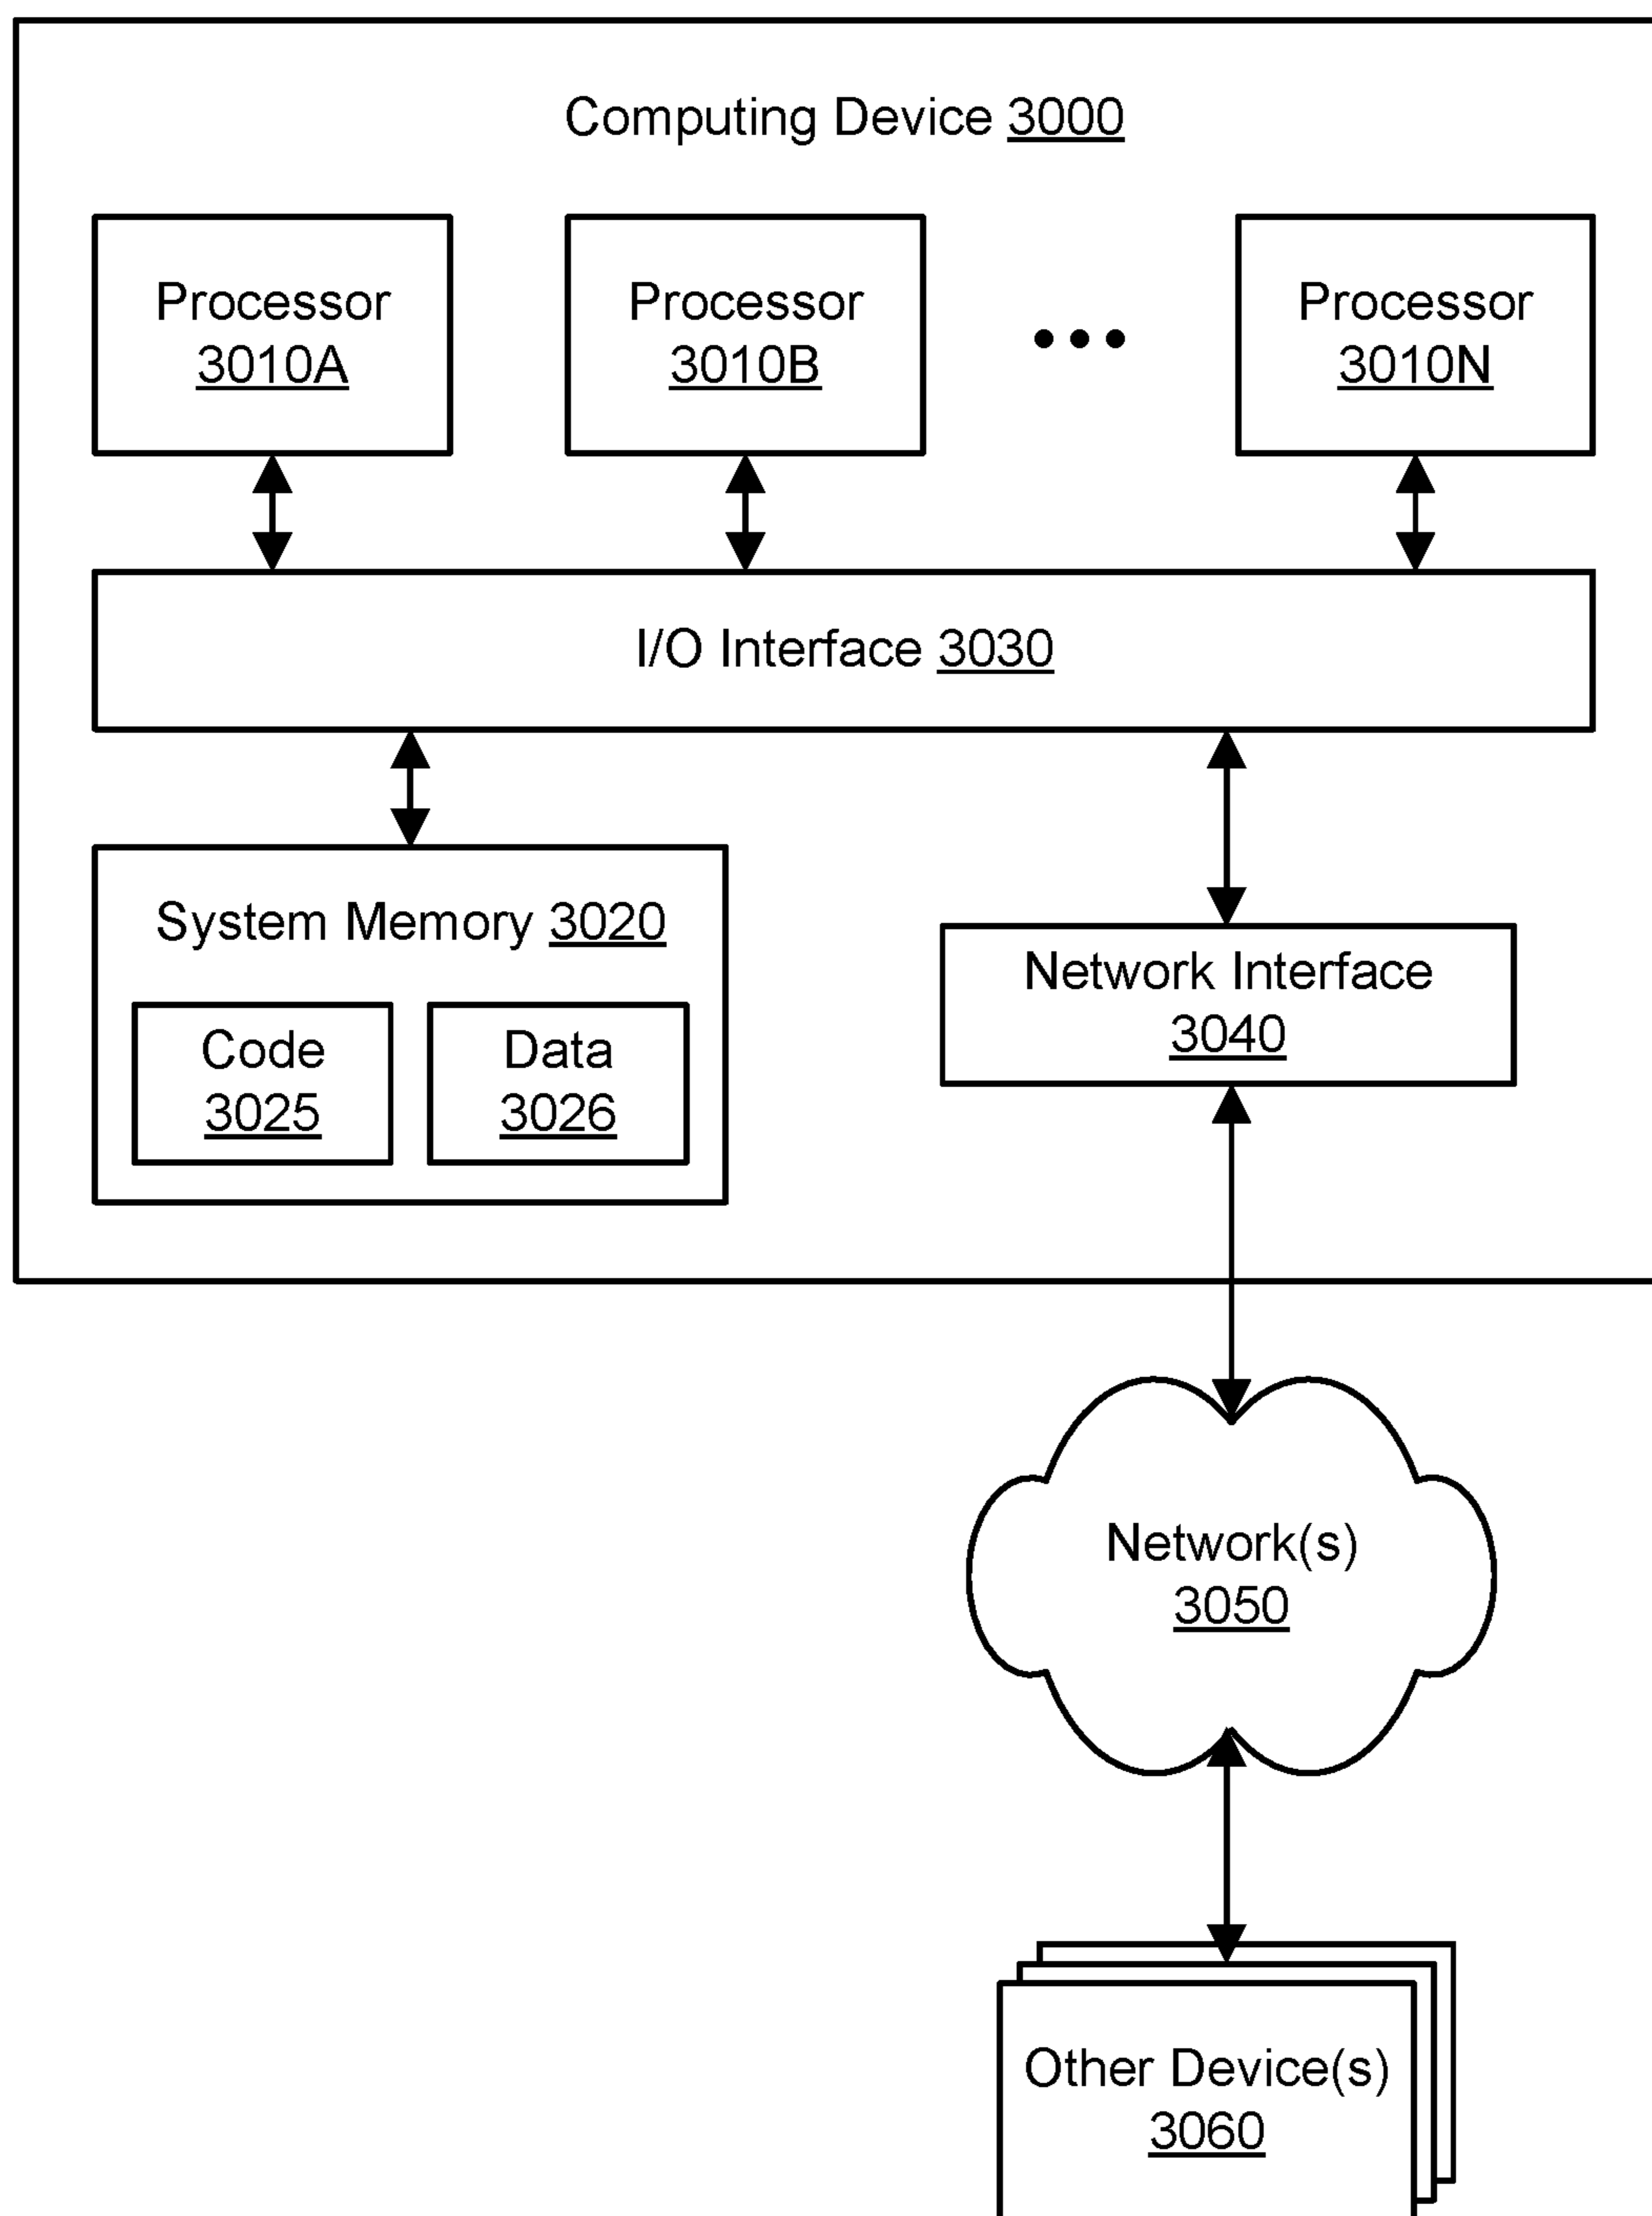 Computing Device 3000
Processor
3010A
Processor
3010B
Processor
3010N
I/O Interface 3030
System Memory 3020
Code
3025
Data
3026
Network Interface
3040
Network(s)
3050
Other Device(s)
3060